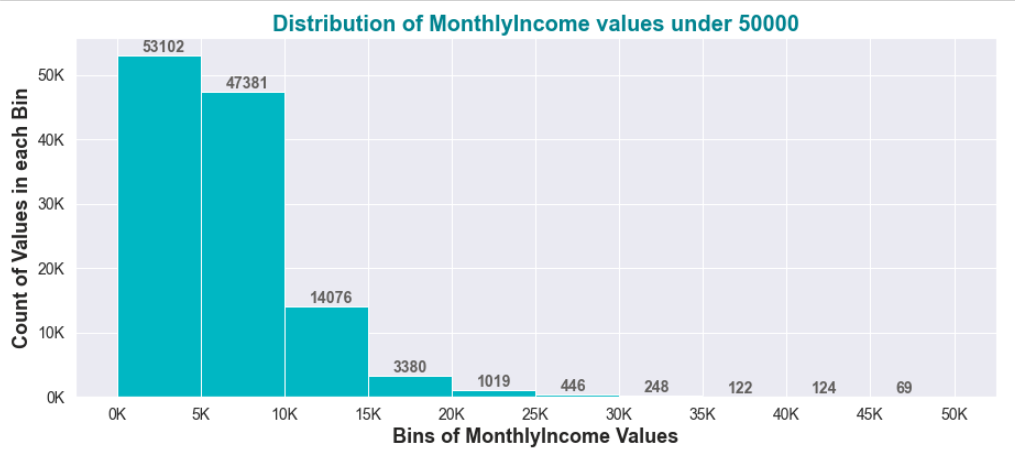 Distribution of MonthlyIncome values under 50000
Count of Values in each Bin
50K
40K
30K
20K
10K
0K
53102
47381
14076
3380
1019
446
248
122
124
69
0K 5K 10K 15K 20K 25K 30K 35K 40K 45K 50K
Bins of MonthlyIncome Values